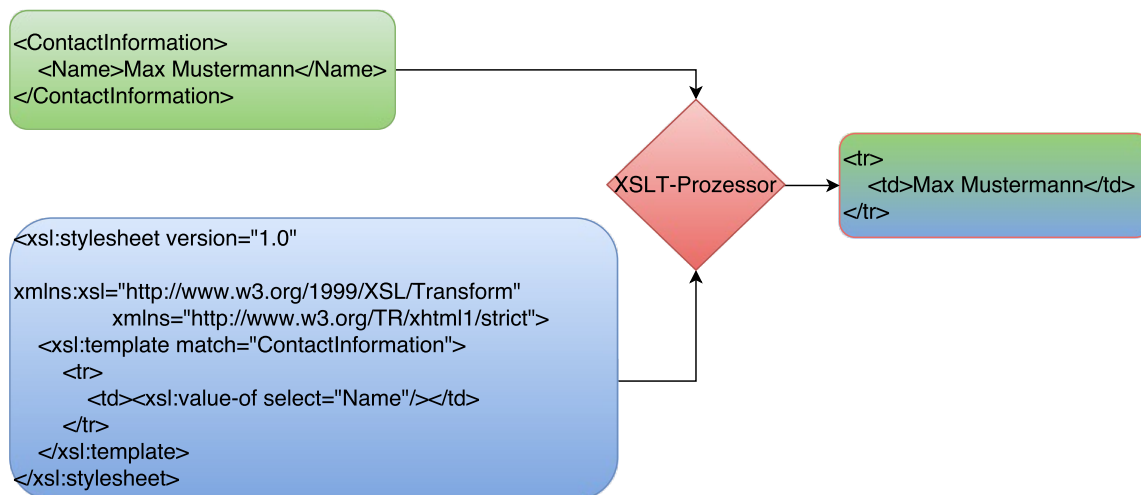 <ContactInformation>
    <Name>Max Mustermann</Name>
</ContactInformation>
XSLT-Prozessor
<tr>
    <td>Max Mustermann</td>
</tr>
<xsl:stylesheet version="1.0"
xmlns:xsl="http://www.w3.org/1999/XSL/Transform"
                xmlns="http://www.w3.org/TR/xhtml1/strict">
    <xsl:template match="ContactInformation">
        <tr>
            <td><xsl:value-of select="Name"/></td>
        </tr>
    </xsl:template>
</xsl:stylesheet>